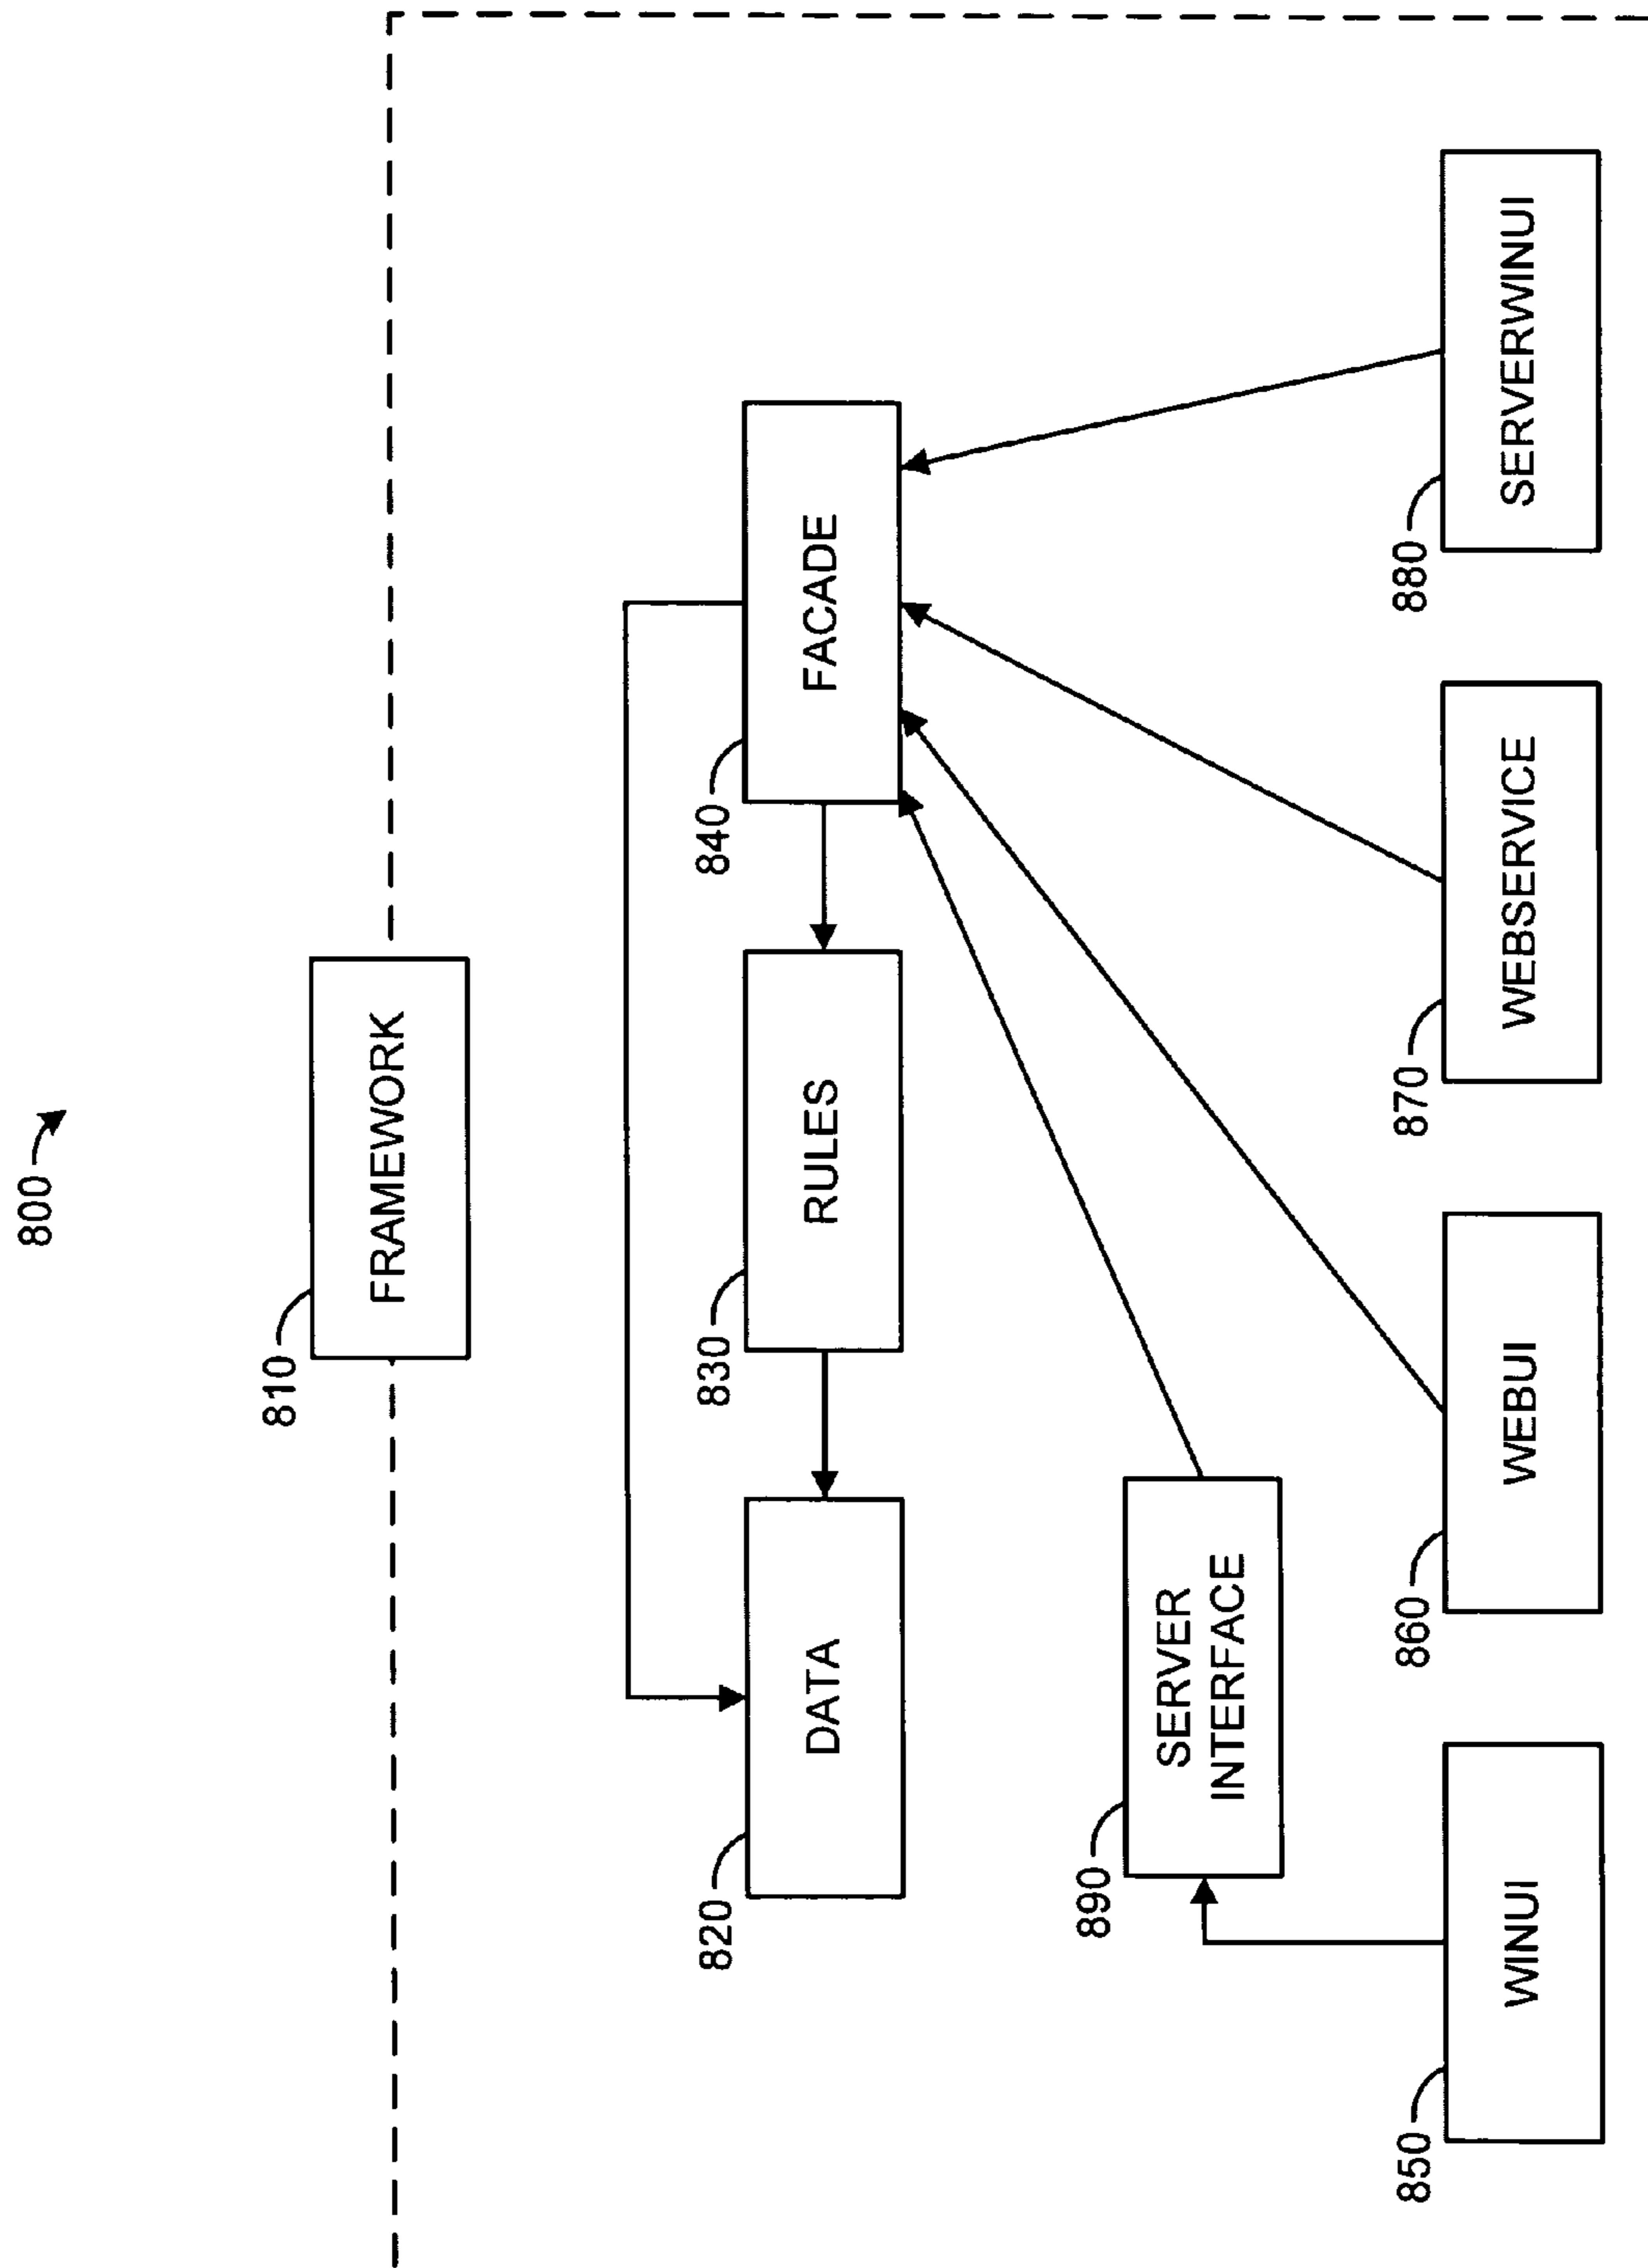 800
810
FRAMEWORK
820
DATA
830
RULES
840
FACADE
890
SERVER
INTERFACE
850
WINUI
860
WEBUI
870
WEBSERVICE
880
SERVERWINUI